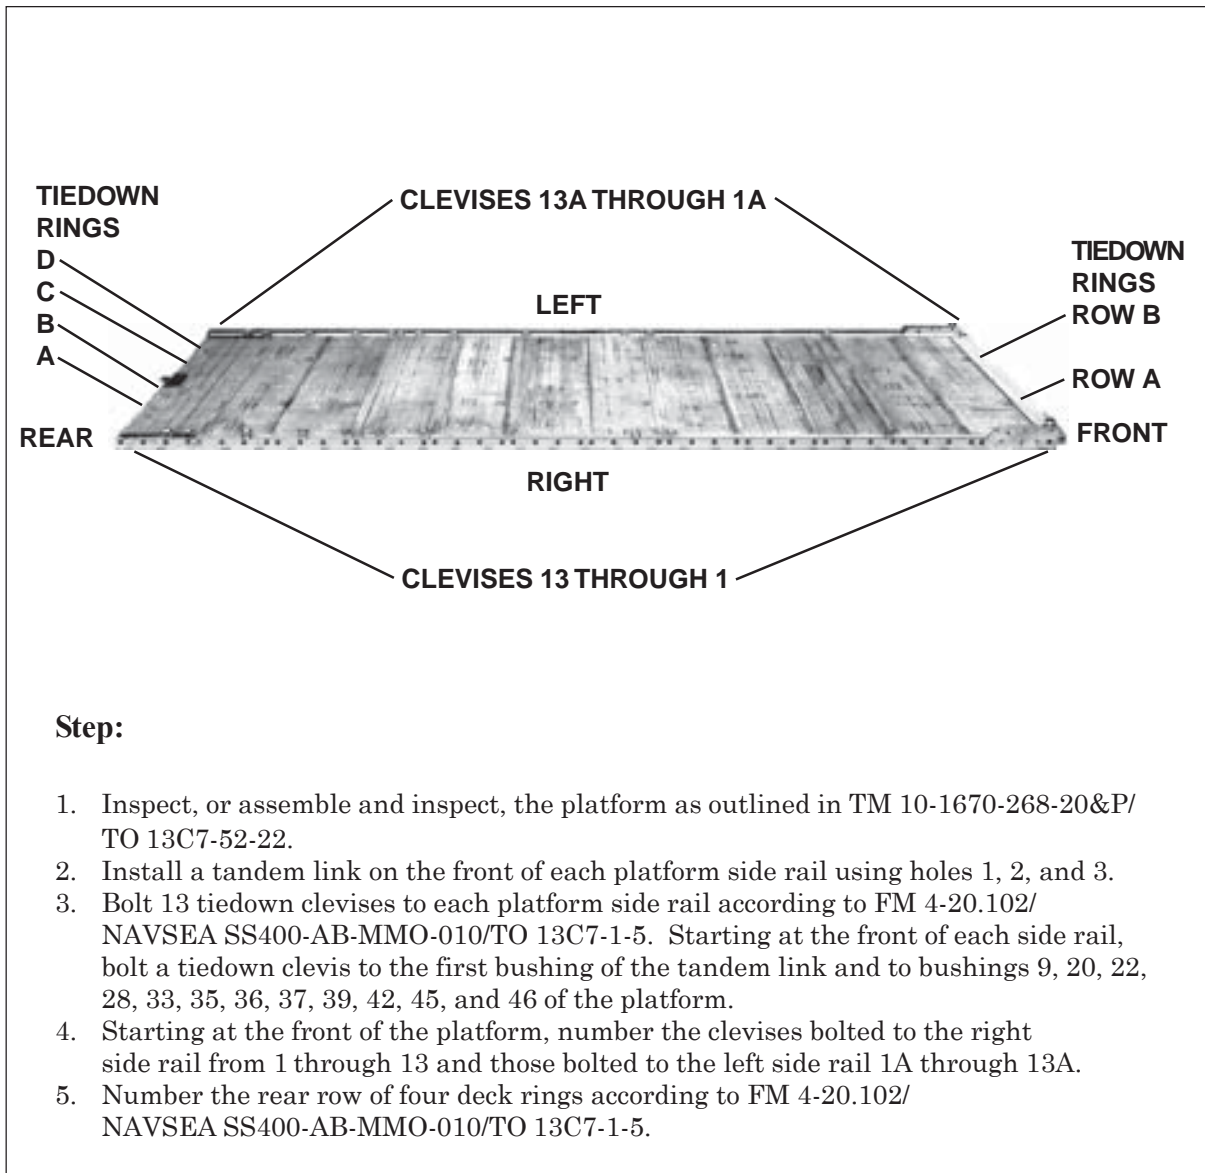 TIEDOWN
RINGS
D
C
B
A
CLEVISES 13A THROUGH 1A
LEFT
TIEDOWN
RINGS
ROW B
ROW A
REAR
FRONT
RIGHT
CLEVISES 13 THROUGH 1
Step:
1. Inspect, or assemble and inspect, the platform as outlined in TM 10-1670-268-20&P/
TO 13C7-52-22.
2. Install a tandem link on the front of each platform side rail using holes 1, 2, and 3.
3. Bolt 13 tiedown clevises to each platform side rail according to FM 4-20.102/
NAVSEA SS400-AB-MMO-010/TO 13C7-1-5. Starting at the front of each side rail,
bolt a tiedown clevis to the first bushing of the tandem link and to bushings 9, 20, 22,
28, 33, 35, 36, 37, 39, 42, 45, and 46 of the platform.
4. Starting at the front of the platform, number the clevises bolted to the right
side rail from 1 through 13 and those bolted to the left side rail 1A through 13A.
5. Number the rear row of four deck rings according to FM 4-20.102/
NAVSEA SS400-AB-MMO-010/TO 13C7-1-5.